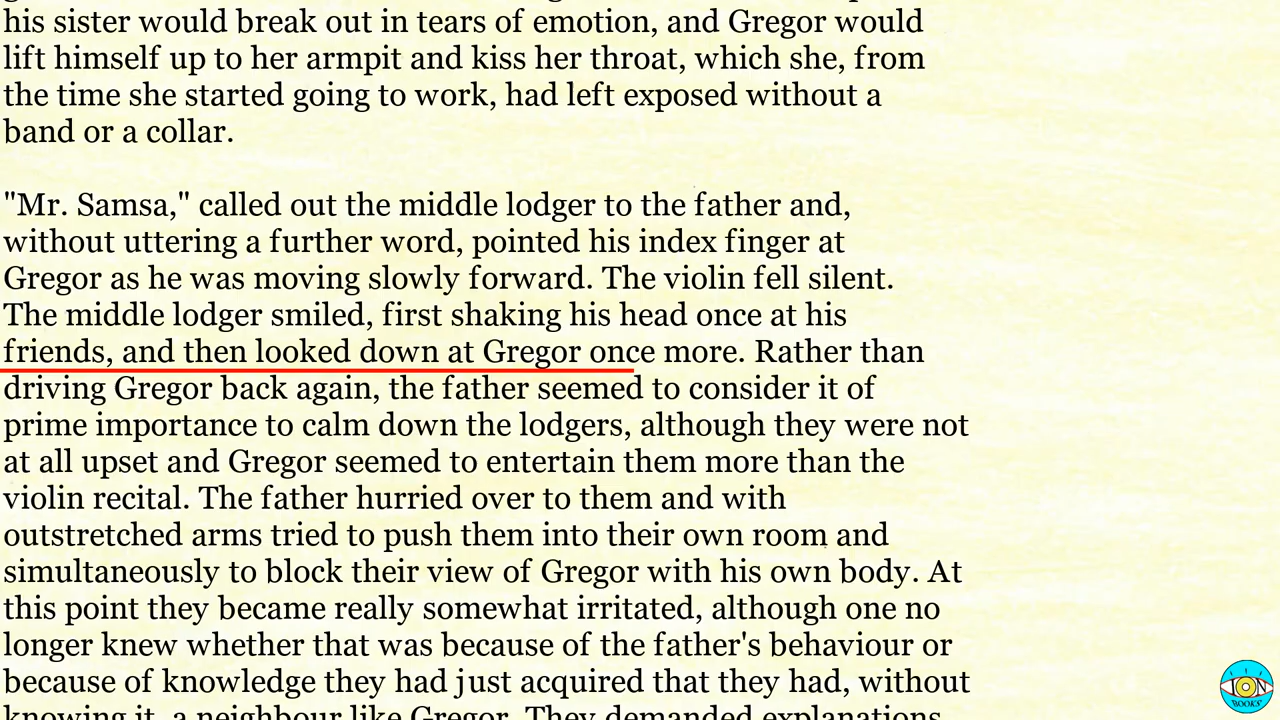 his sister would break out in tears of emotion, and Gregor would
lift himself up to her armpit and kiss her throat, which she, from
the time she started going to work, had left exposed without a
band or a collar.
"Mr. Samsa," called out the middle lodger to the father and,
without uttering a further word, pointed his index finger at
Gregor as he was moving slowly forward. The violin fell silent.
The middle lodger smiled, first shaking his head once at his
friends, and then looked down at Gregor once more. Rather than
driving Gregor back again, the father seemed to consider it of
prime importance to calm down the lodgers, although they were not
at all upset and Gregor seemed to entertain them more than the
violin recital. The father hurried over to them and with
outstretched arms tried to push them into their own room and
simultaneously to block their view of Gregor with his own body. At
this point they became really somewhat irritated, although one no
longer knew whether that was because of the father's behaviour or
because of knowledge they had just acquired that they had, without
knowing it, a neighbour like Gregor. They demanded explanations
ION
BOOKS